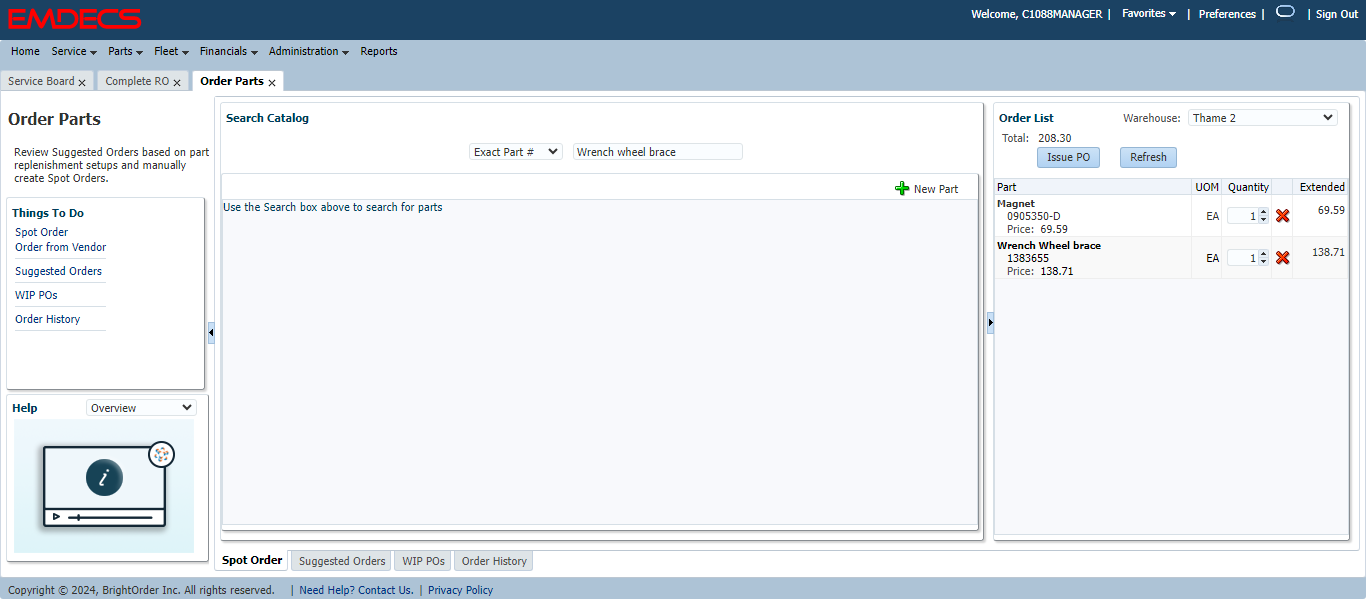 EMDECS
Welcome, C1088MANAGER | Favorites | Preferences | | Sign Out
Home Service Parts Fleet Financials Administration Reports
Service Board x Complete RO x Order Parts x
Order Parts
Review Suggested Orders based on part
replenishment setups and manually
create Spot Orders.
Things To Do
Spot Order
Order from Vendor
Suggested Orders
WIP POs
Order History
Help Overview
i
Search Catalog
Exact Part # Wrench wheel brace
New Part
Use the Search box above to search for parts
Order List Warehouse: Thame 2
Total: 208.30
Issue PO Refresh
Part UOM Quantity Extended
Magnet
0905350-D EA 1 69.59
Price: 69.59
Wrench Wheel brace
1383655 EA 1 138.71
Price: 138.71
Spot Order Suggested Orders WIP POs Order History
Copyright © 2024, BrightOrder Inc. All rights reserved. | Need Help? Contact Us. | Privacy Policy